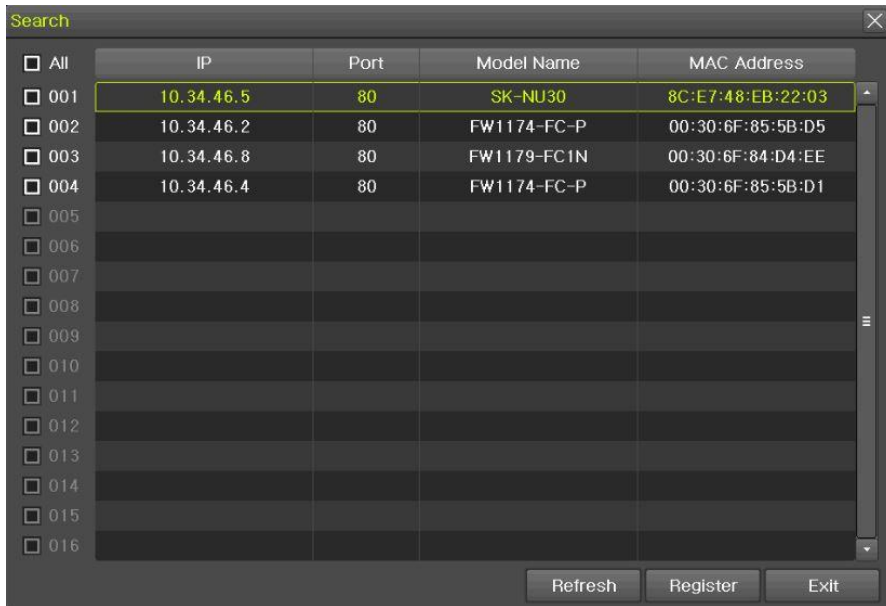 Search
All IP Port Model Name MAC Address
001 10.34.46.5 80 SK-NU30 8C:E7:48:EB:22:03
002 10.34.46.2 80 FW1174-FC-P 00:30:6F:85:5B:D5
003 10.34.46.8 80 FW1179-FC1N 00:30:6F:84:D4:EE
004 10.34.46.4 80 FW1174-FC-P 00:30:6F:85:5B:D1
005
006
007
008
009
010
011
012
013
014
015
016
Refresh Register Exit